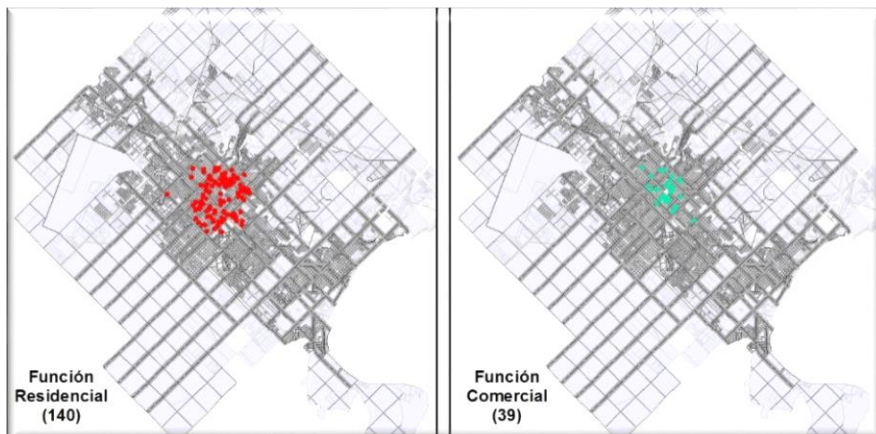 Función
Residencial
(140)
Función
Comercial
(39)